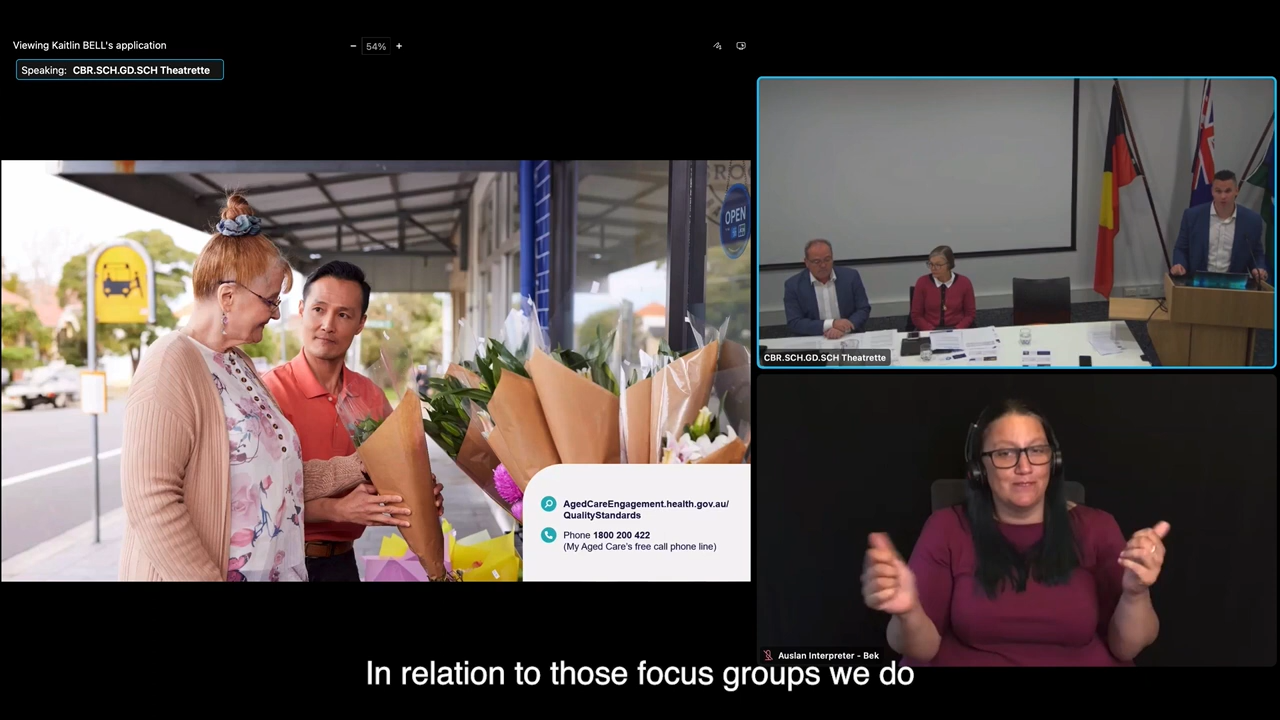 Viewing Kaitlin BELL's application
54%
Speaking: CBR.SCH.GD.SCH Theatrette
OPEN
AgedCareEngagement.health.gov.au/
QualityStandards
Phone 1800 200 422
(My Aged Care's free call phone line)
CBR.SCH.GD.SCH Theatrette
Auslan Interpreter - Bek
In relation to those focus groups we do